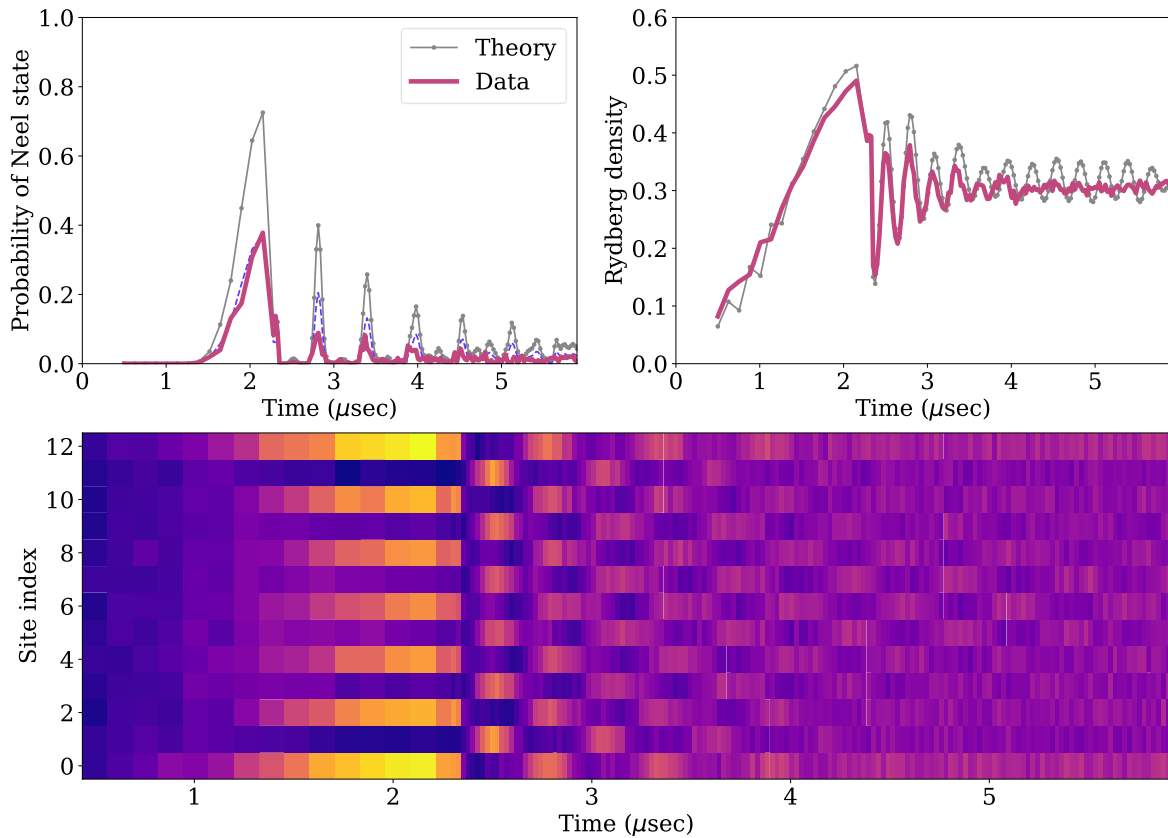 Probability of Neel state
1.0
0.8
0.6
0.4
0.2
0.0
0 1 2 3 4 5
Time (μsec)
Theory
Data
Rydberg density
0.6
0.5
0.4
0.3
0.2
0.1
0.0
0 1 2 3 4 5
Time (μsec)
Site index
12
10
8
6
4
2
0
1 2 3 4 5
Time (μsec)